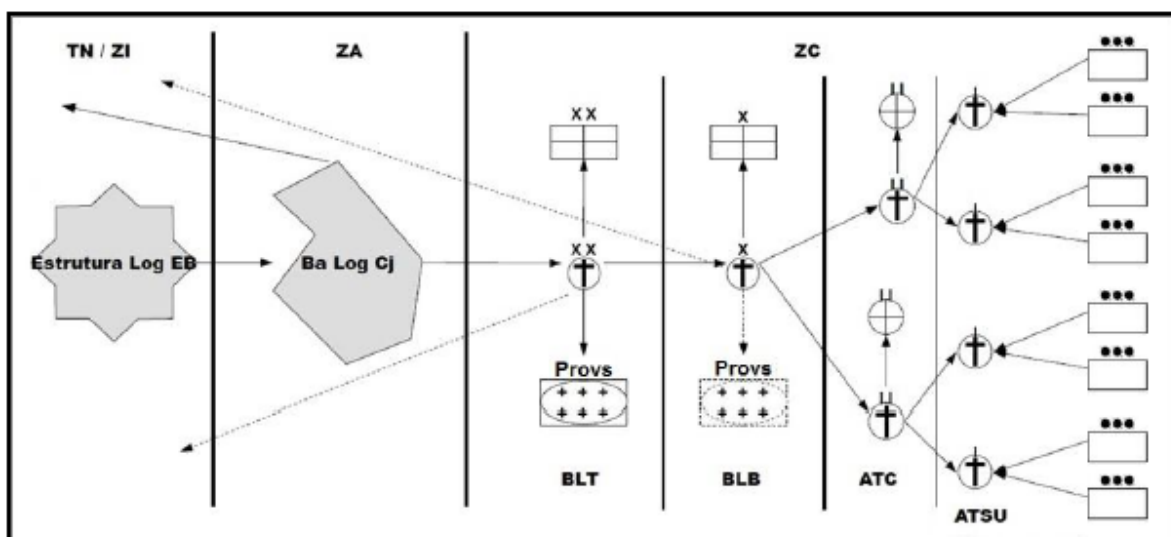 TN / ZI
ZA
ZC
XX
X
Estrutura Log EB
Ba Log Cj
XX
X
Provs
Provs
BLT
BLB
ATC
ATSU